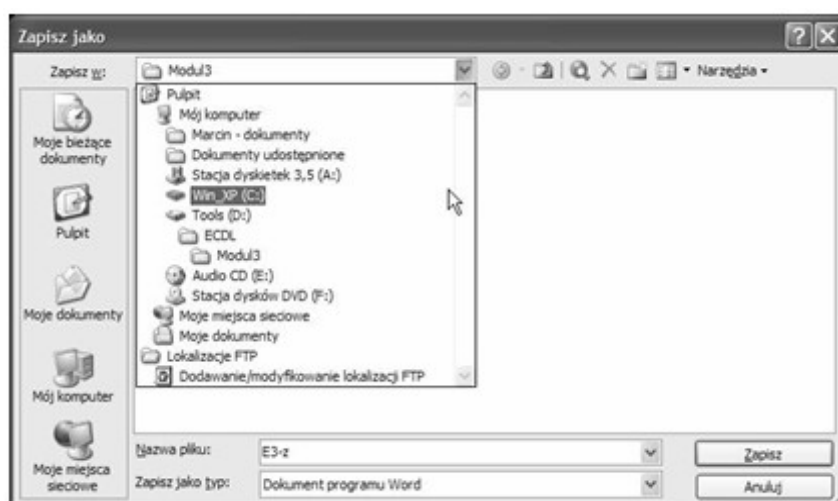 Zapisz jako
Zapisz w: Modul3 Narzędzia
Pulpit
Mój komputer
Marcin - dokumenty
Dokumenty udostępnione
Stacja dyskietek 3,5 (A:)
Win_XP (C:)
Tools (D:)
ECDL
Modul3
Audio CD (E:)
Stacja dysków DVD (F:)
Moje miejsca sieciowe
Moje dokumenty
Lokalizacje FTP
Dodawanie/modyfikowanie lokalizacji FTP
Moje bieżące
dokumenty
Pulpit
Moje dokumenty
Mój komputer
Moje miejsca
sieciowe
Nazwa pliku: E3-z Zapisz
Zapisz jako typ: Dokument programu Word Anuluj